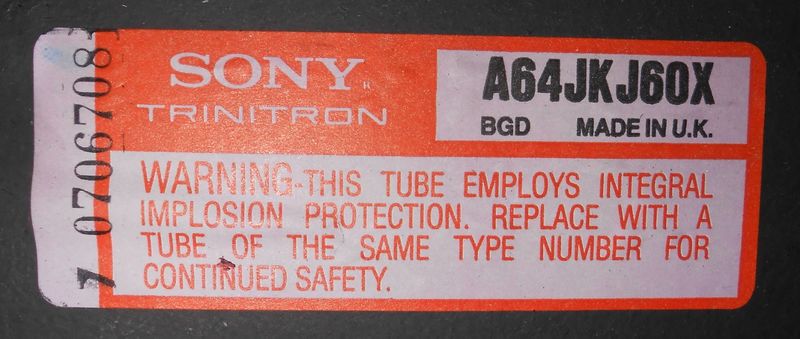 SONY
TRINITRON
A64JKJ60X
BGD MADE IN U.K.
WARNING-THIS TUBE EMPLOYS INTEGRAL
IMPLOSION PROTECTION. REPLACE WITH A
TUBE OF THE SAME TYPE NUMBER FOR
CONTINUED SAFETY.
7 0706708